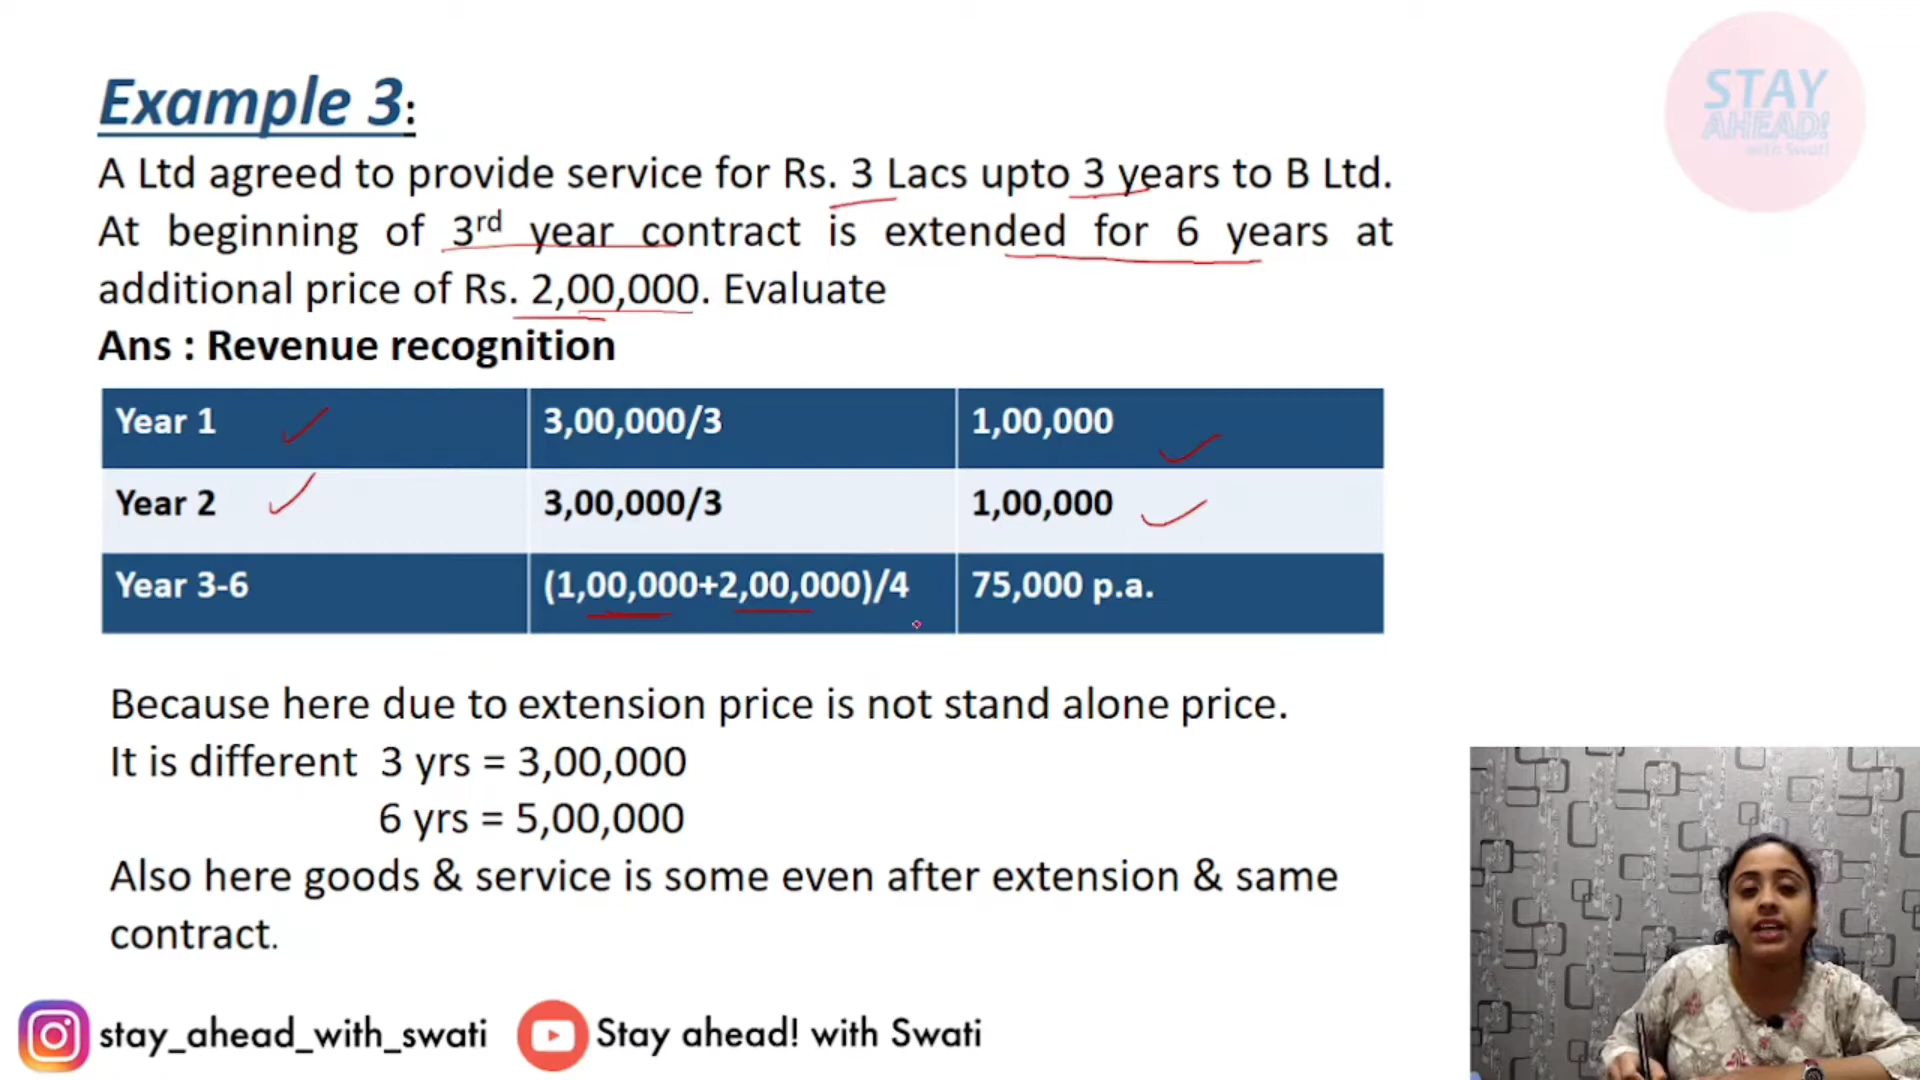 Example 3:
A Ltd agreed to provide service for Rs. 3 Lacs upto 3 years to B Ltd.
At beginning of 3rd year contract is extended for 6 years at
additional price of Rs. 2,00,000. Evaluate
Ans : Revenue recognition
Year 1 3,00,000/3 1,00,000
Year 2 3,00,000/3 1,00,000
Year 3-6 (1,00,000+2,00,000)/4 75,000 p.a.
Because here due to extension price is not stand alone price.
It is different 3 yrs = 3,00,000
6 yrs = 5,00,000
Also here goods & service is some even after extension & same
contract.
stay_ahead_with_swati Stay ahead! with Swati
STAY
AHEAD!
with Swati